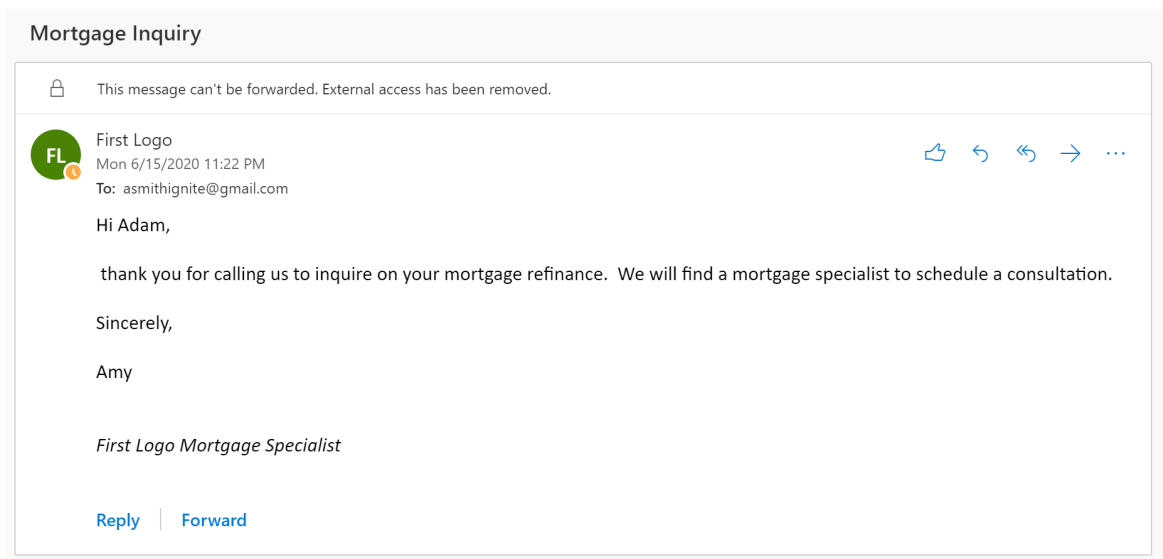 Mortgage Inquiry
This message can't be forwarded. External access has been removed.
FL
First Logo
Mon 6/15/2020 11:22 PM
To: asmithignite@gmail.com
Hi Adam,
thank you for calling us to inquire on your mortgage refinance.  We will find a mortgage specialist to schedule a consultation.
Sincerely,
Amy
First Logo Mortgage Specialist
Reply Forward